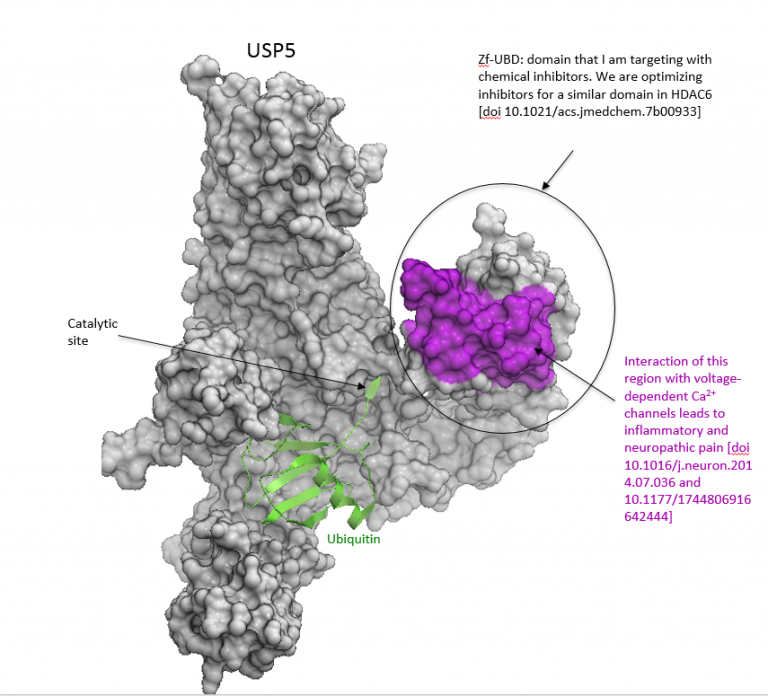 USP5
Zf-UBD: domain that I am targeting with
chemical inhibitors. We are optimizing
inhibitors for a similar domain in HDAC6
[doi 10.1021/acs.jmedchem.7b00933]
Catalytic
site
Interaction of this
region with voltage-
dependent Ca²⁺
channels leads to
inflammatory and
neuropathic pain [doi
10.1016/j.neuron.201
4.07.036 and
10.1177/1744806916
642444]
Ubiquitin